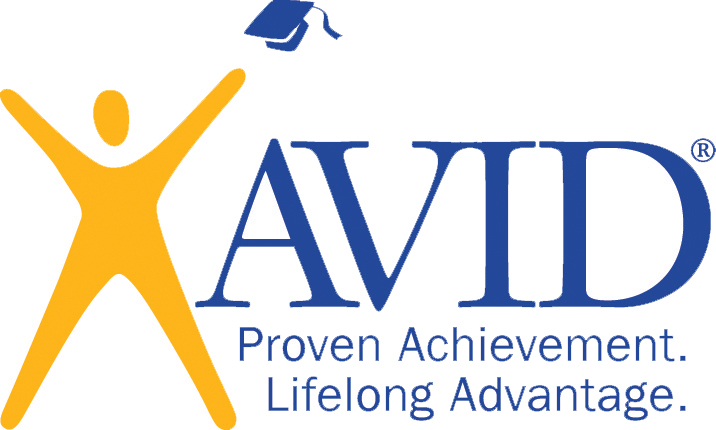 AVID®
Proven Achievement.
Lifelong Advantage.